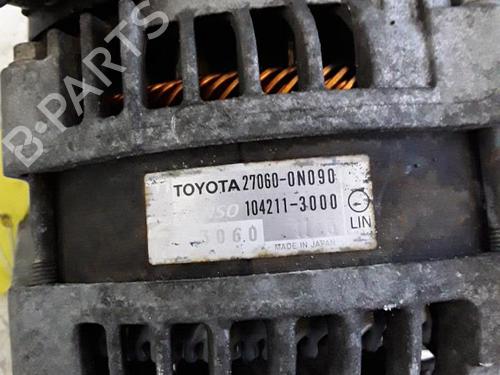 B-PARTS
TOYOTA 27060-0N090
104211-3000
3060
LIN
MADE IN JAPAN